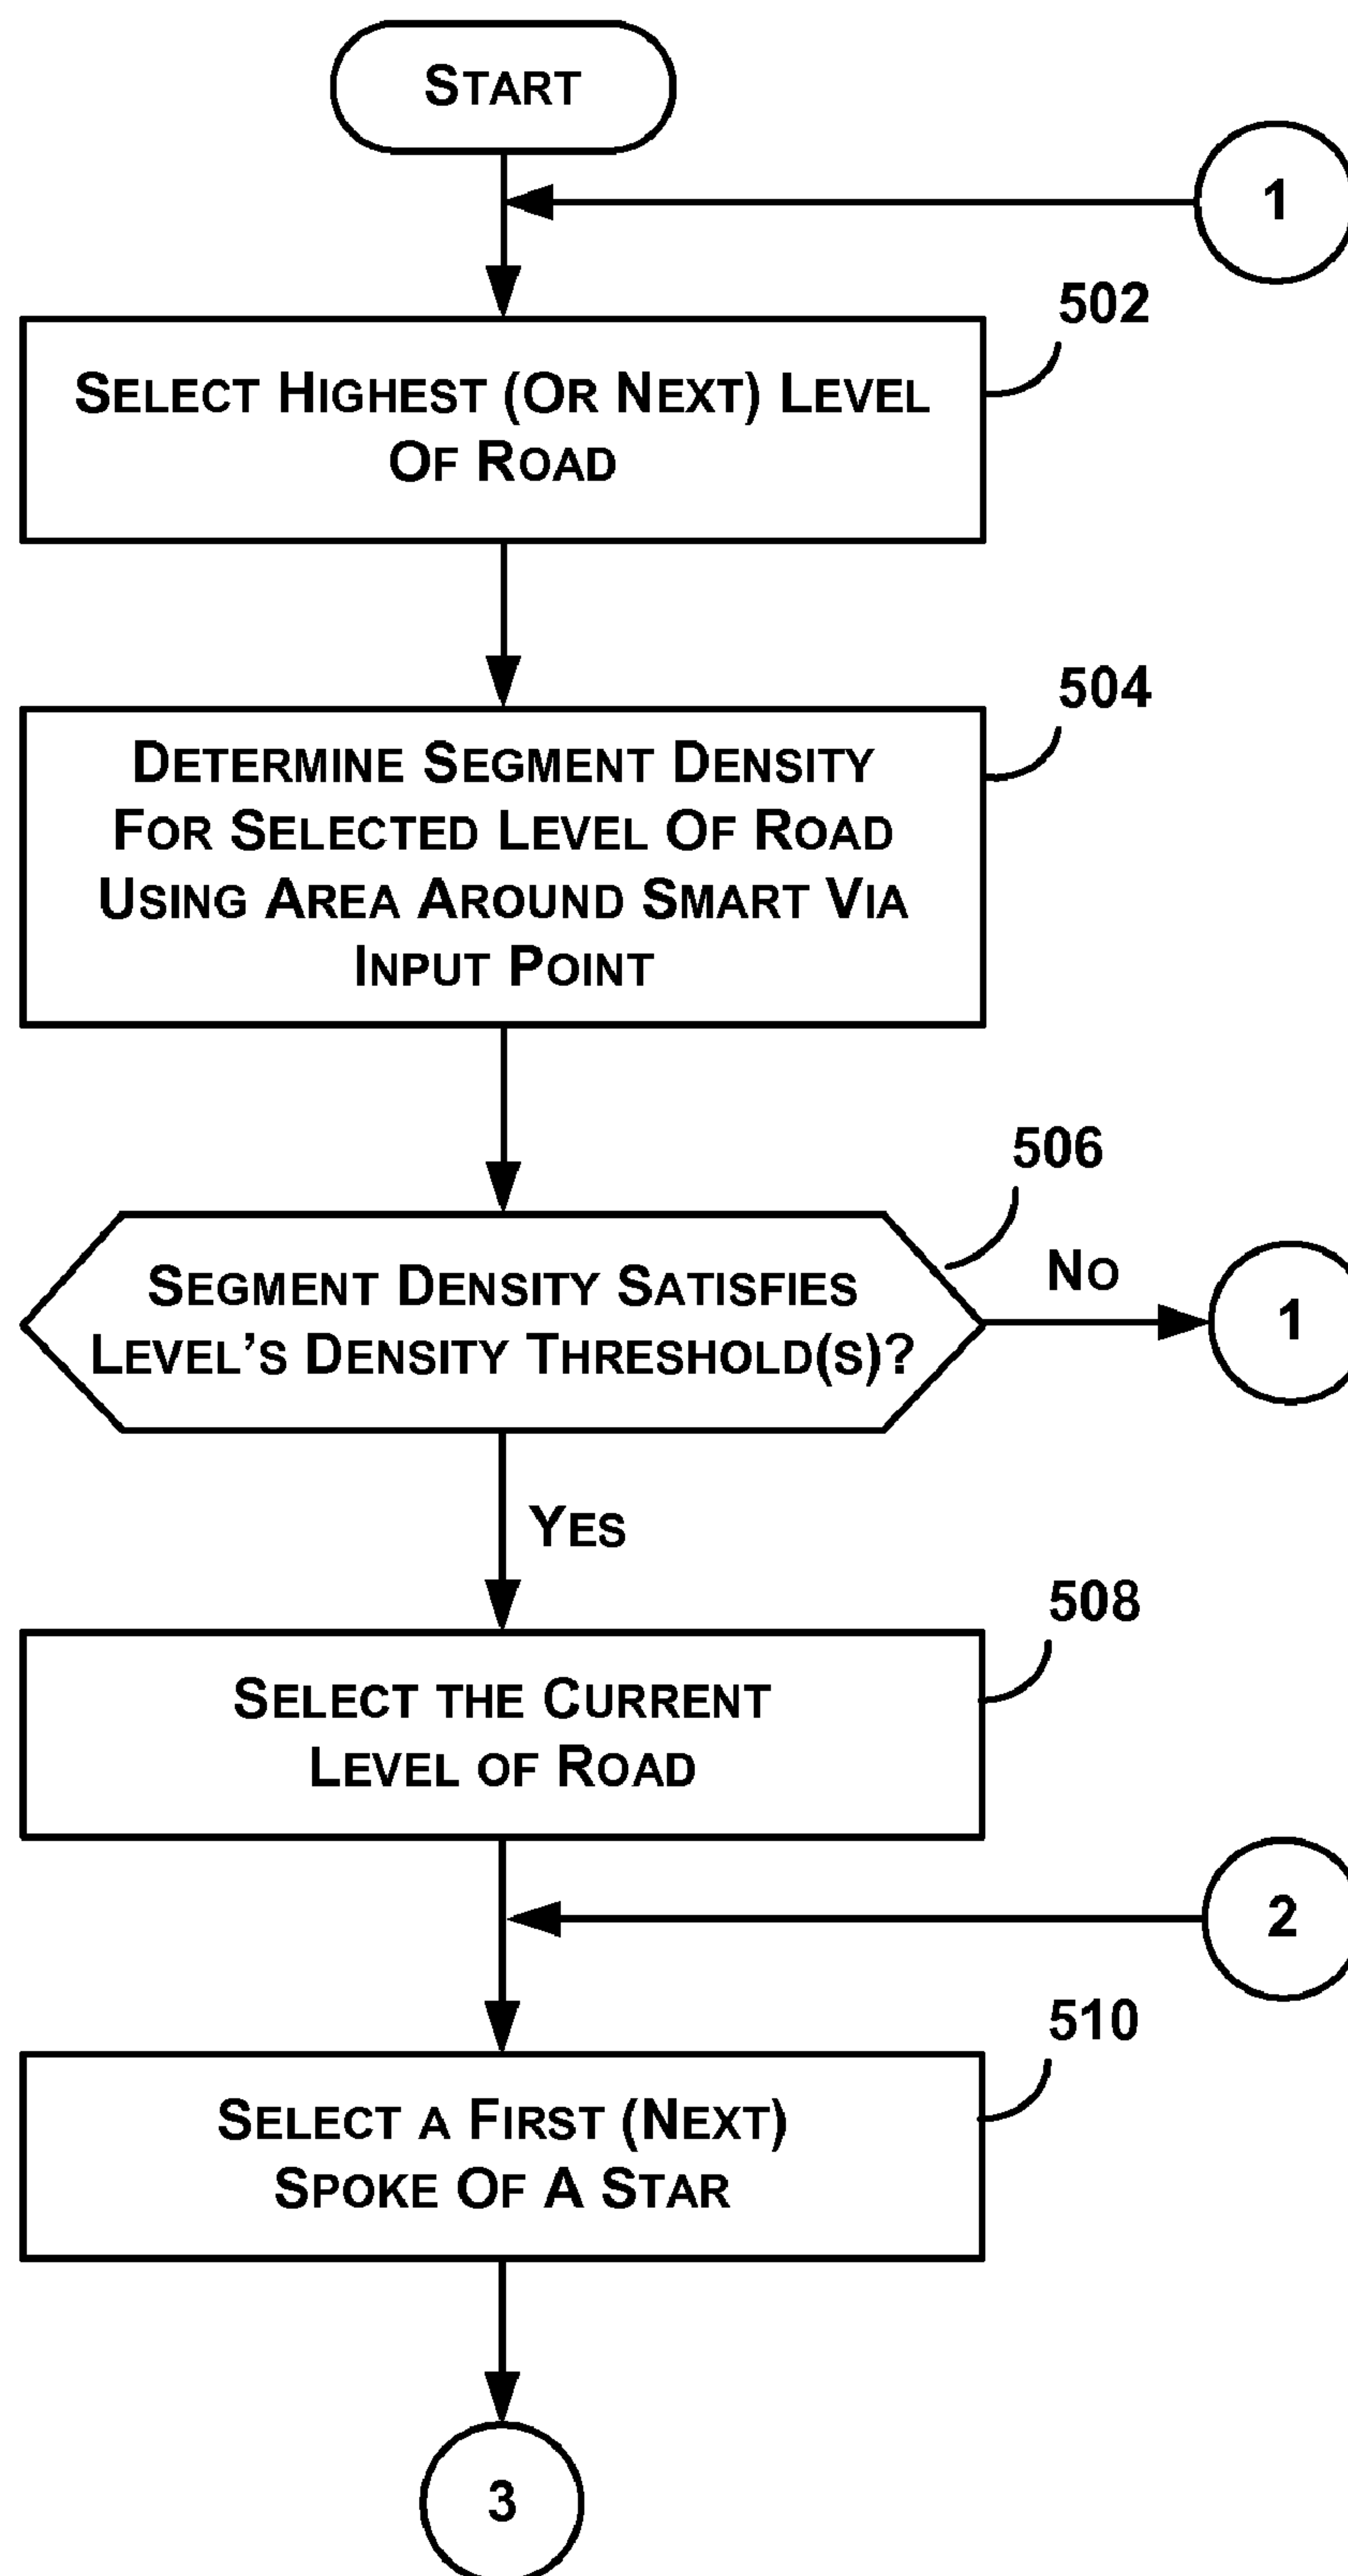 START
1
502
SELECT HIGHEST (OR NEXT) LEVEL
OF ROAD
504
DETERMINE SEGMENT DENSITY
FOR SELECTED LEVEL OF ROAD
USING AREA AROUND SMART VIA
INPUT POINT
506
SEGMENT DENSITY SATISFIES
LEVEL'S DENSITY THRESHOLD(S)?
NO
1
YES
508
SELECT THE CURRENT
LEVEL OF ROAD
2
510
SELECT A FIRST (NEXT)
SPOKE OF A STAR
3